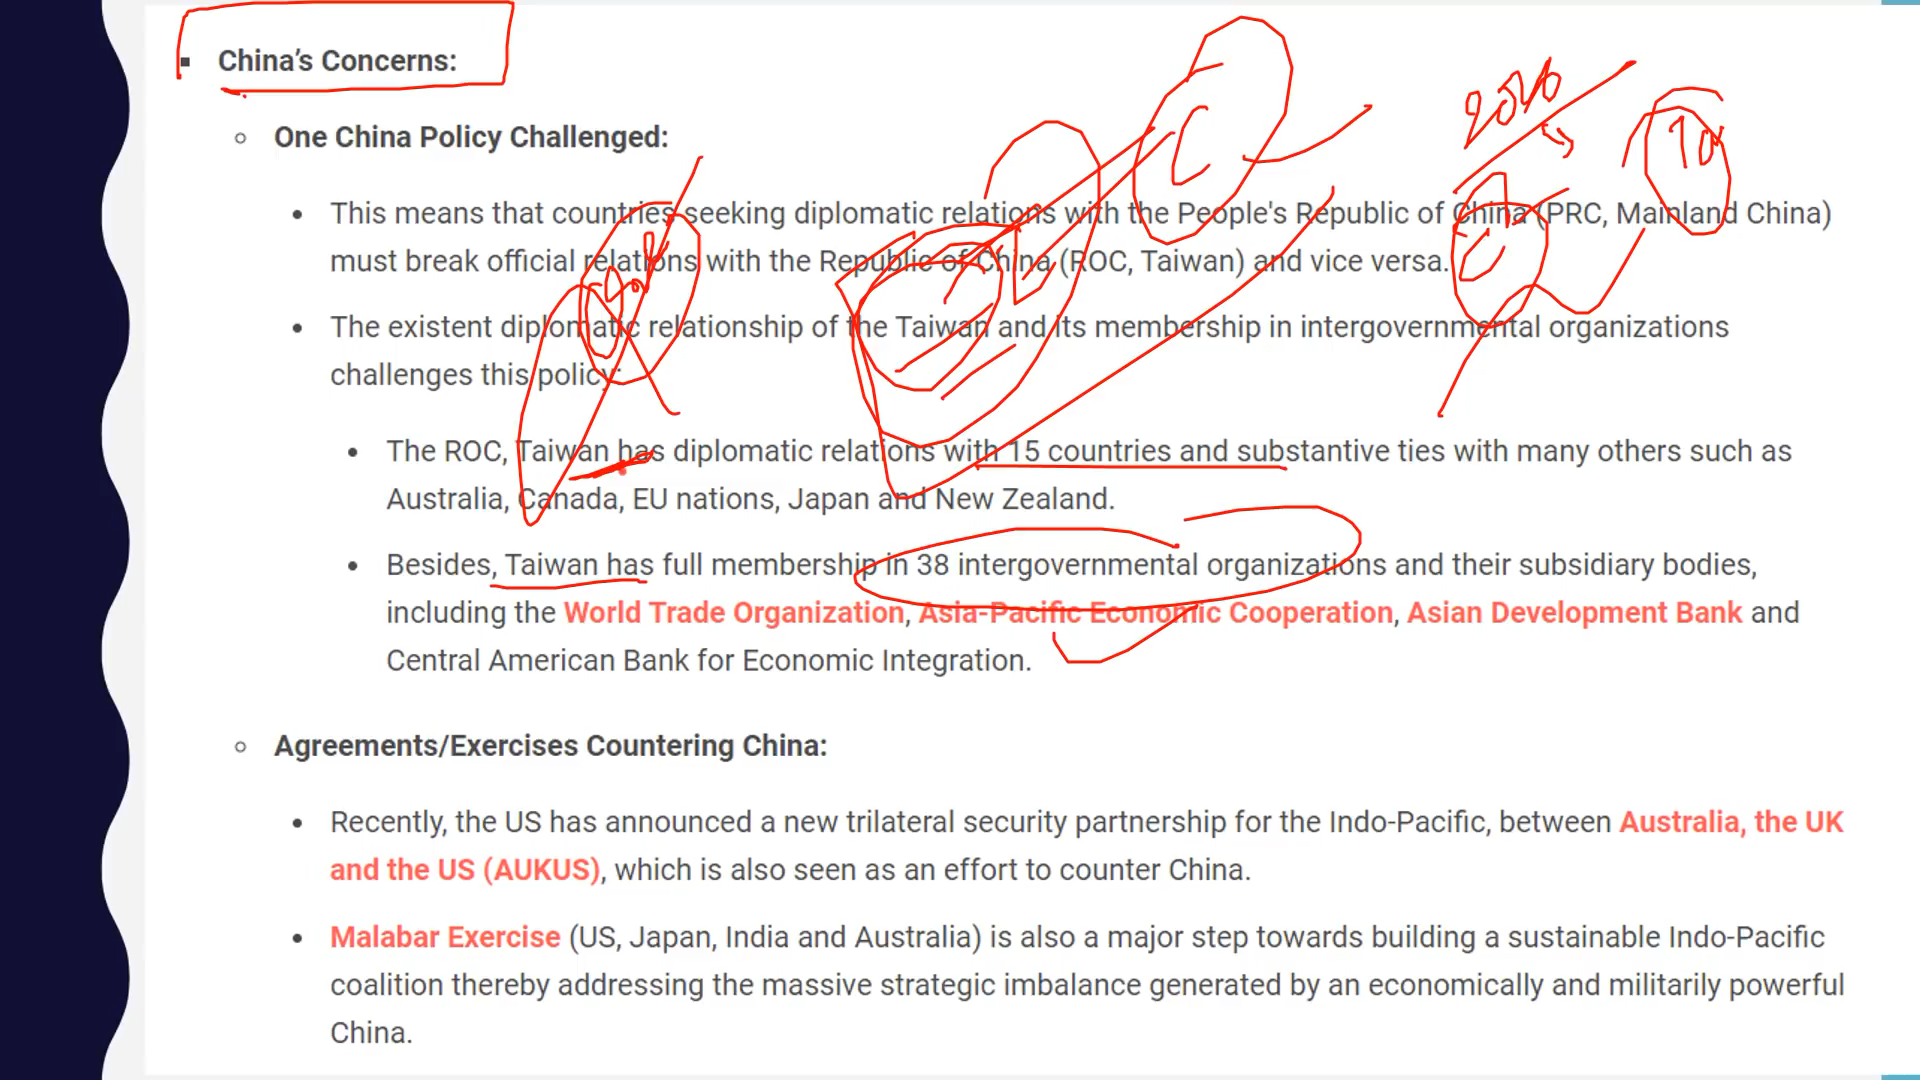 China's Concerns:
One China Policy Challenged:
This means that countries seeking diplomatic relations with the People's Republic of China (PRC, Mainland China)
must break official relations with the Republic of China (ROC, Taiwan) and vice versa.
The existent diplomatic relationship of the Taiwan and its membership in intergovernmental organizations
challenges this policy:
The ROC, Taiwan has diplomatic relations with 15 countries and substantive ties with many others such as
Australia, Canada, EU nations, Japan and New Zealand.
Besides, Taiwan has full membership in 38 intergovernmental organizations and their subsidiary bodies,
including the World Trade Organization, Asia-Pacific Economic Cooperation, Asian Development Bank and
Central American Bank for Economic Integration.
Agreements/Exercises Countering China:
Recently, the US has announced a new trilateral security partnership for the Indo-Pacific, between Australia, the UK
and the US (AUKUS), which is also seen as an effort to counter China.
Malabar Exercise (US, Japan, India and Australia) is also a major step towards building a sustainable Indo-Pacific
coalition thereby addressing the massive strategic imbalance generated by an economically and militarily powerful
China.